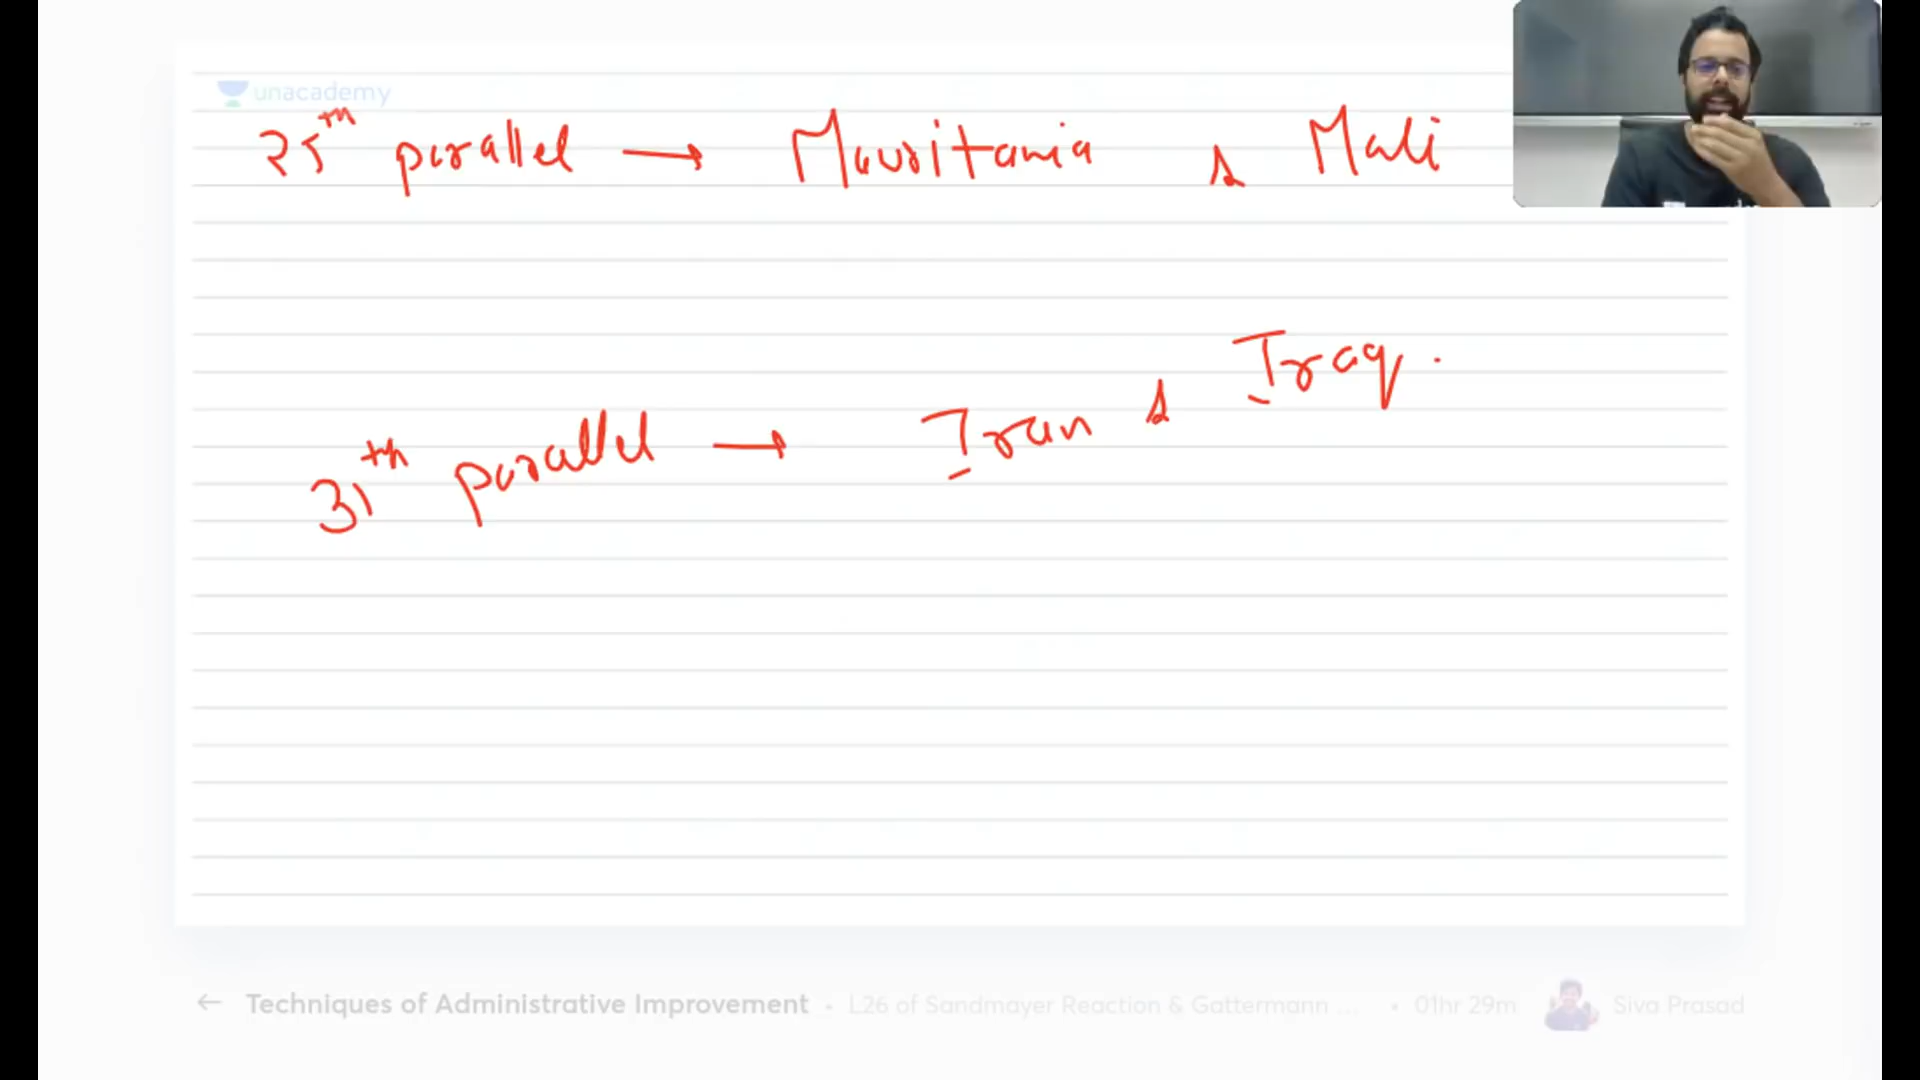 unacademy
25th parallel → Mauritania & Mali
31th parallel → Iran & Iraq.
← Techniques of Administrative Improvement • L26 of Sandmayer Reaction & Gattermann ... • 01hr 29m Siva Prasad